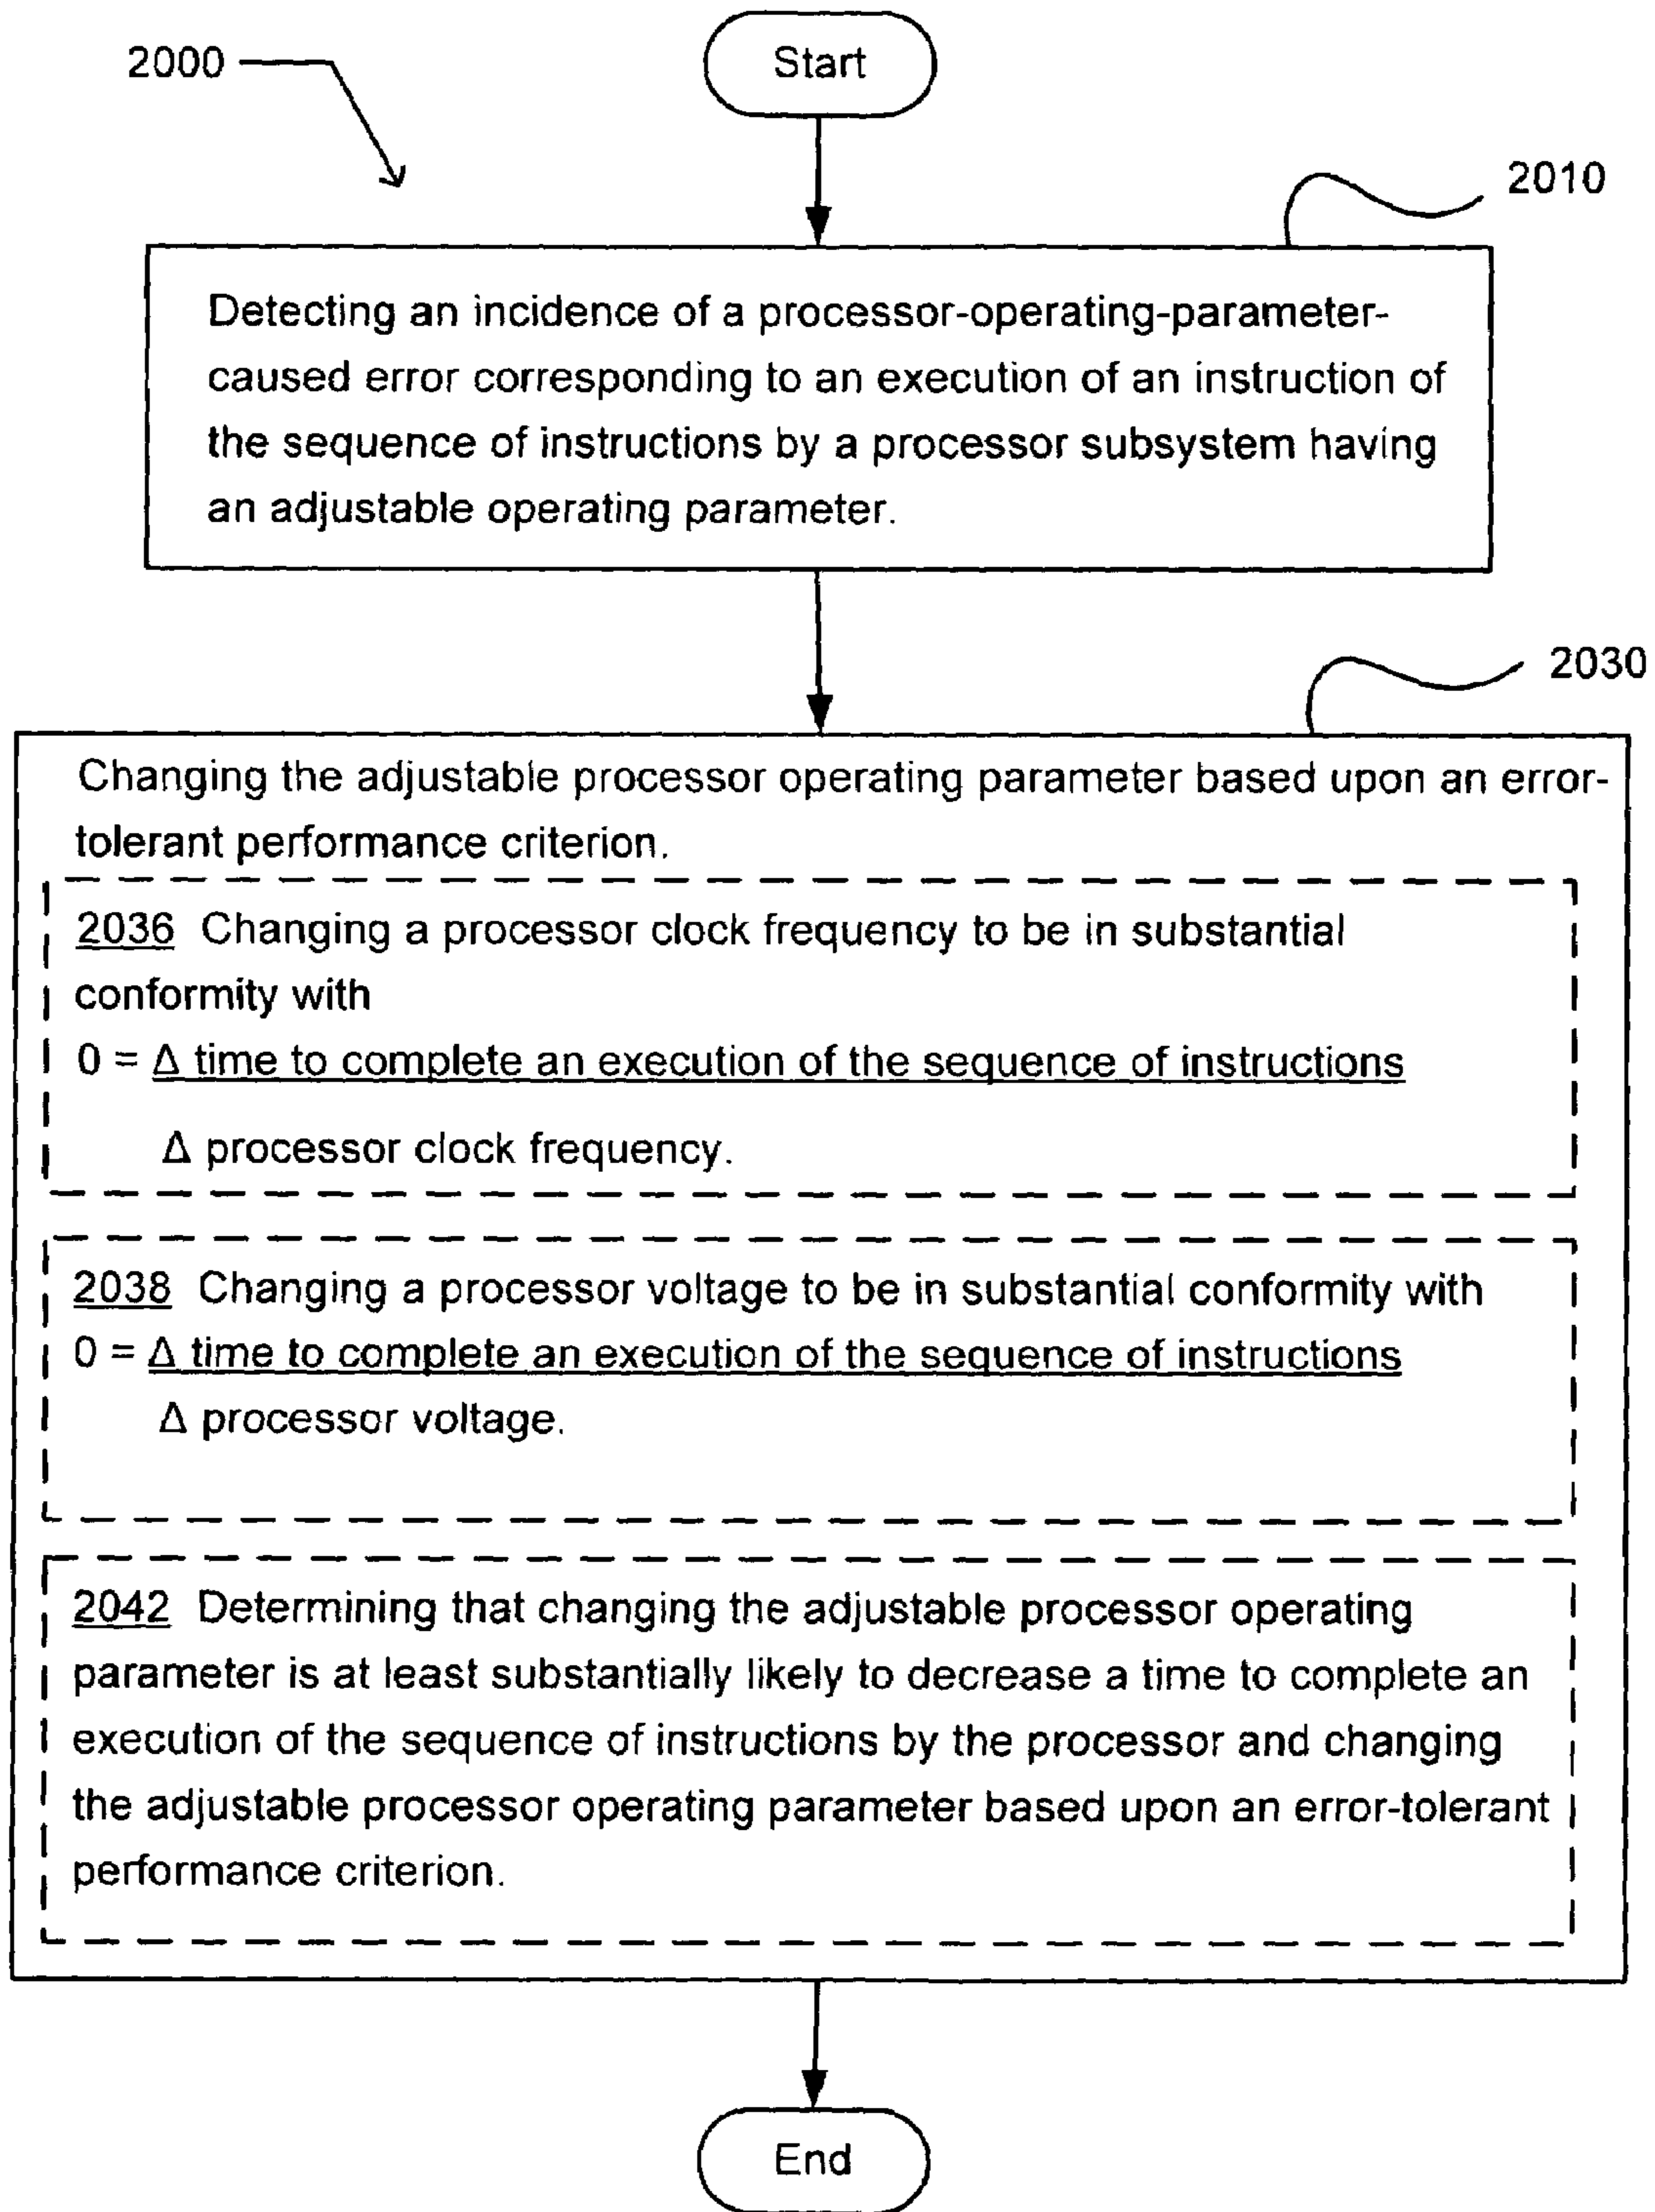 Start
2000
2010
Detecting an incidence of a processor-operating-parameter-
caused error corresponding to an execution of an instruction of
the sequence of instructions by a processor subsystem having
an adjustable operating parameter.
2030
Changing the adjustable processor operating parameter based upon an error-
tolerant performance criterion.
2036 Changing a processor clock frequency to be in substantial
conformity with
0 = Δ time to complete an execution of the sequence of instructions
Δ processor clock frequency.
2038 Changing a processor voltage to be in substantial conformity with
0 = Δ time to complete an execution of the sequence of instructions
Δ processor voltage.
2042 Determining that changing the adjustable processor operating
parameter is at least substantially likely to decrease a time to complete an
execution of the sequence of instructions by the processor and changing
the adjustable processor operating parameter based upon an error-tolerant
performance criterion.
End